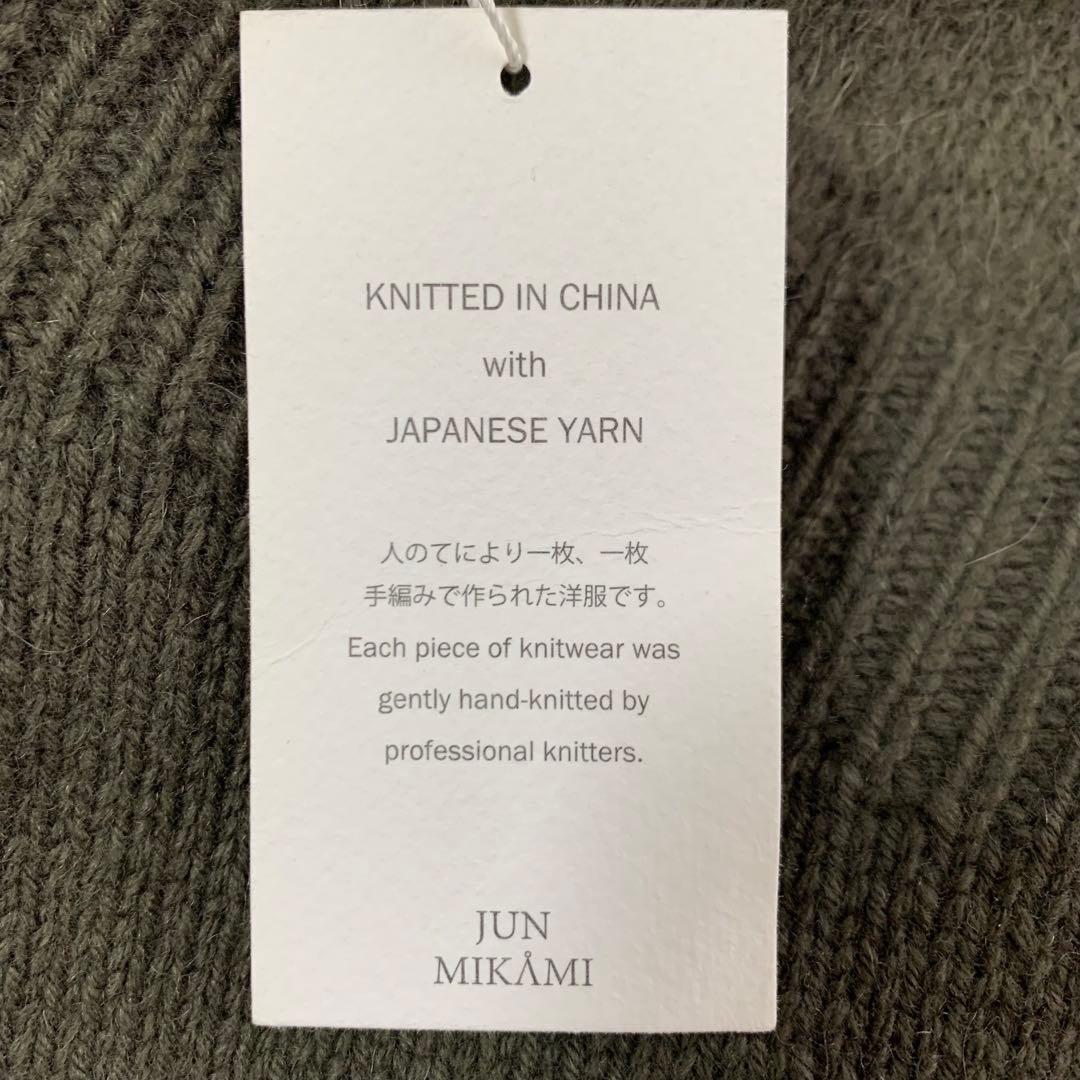 KNITTED IN CHINA
with
JAPANESE YARN
人のてにより一枚、一枚
手編みで作られた洋服です。
Each piece of knitwear was
gently hand-knitted by
professional knitters.
JUN
MIKÅMI